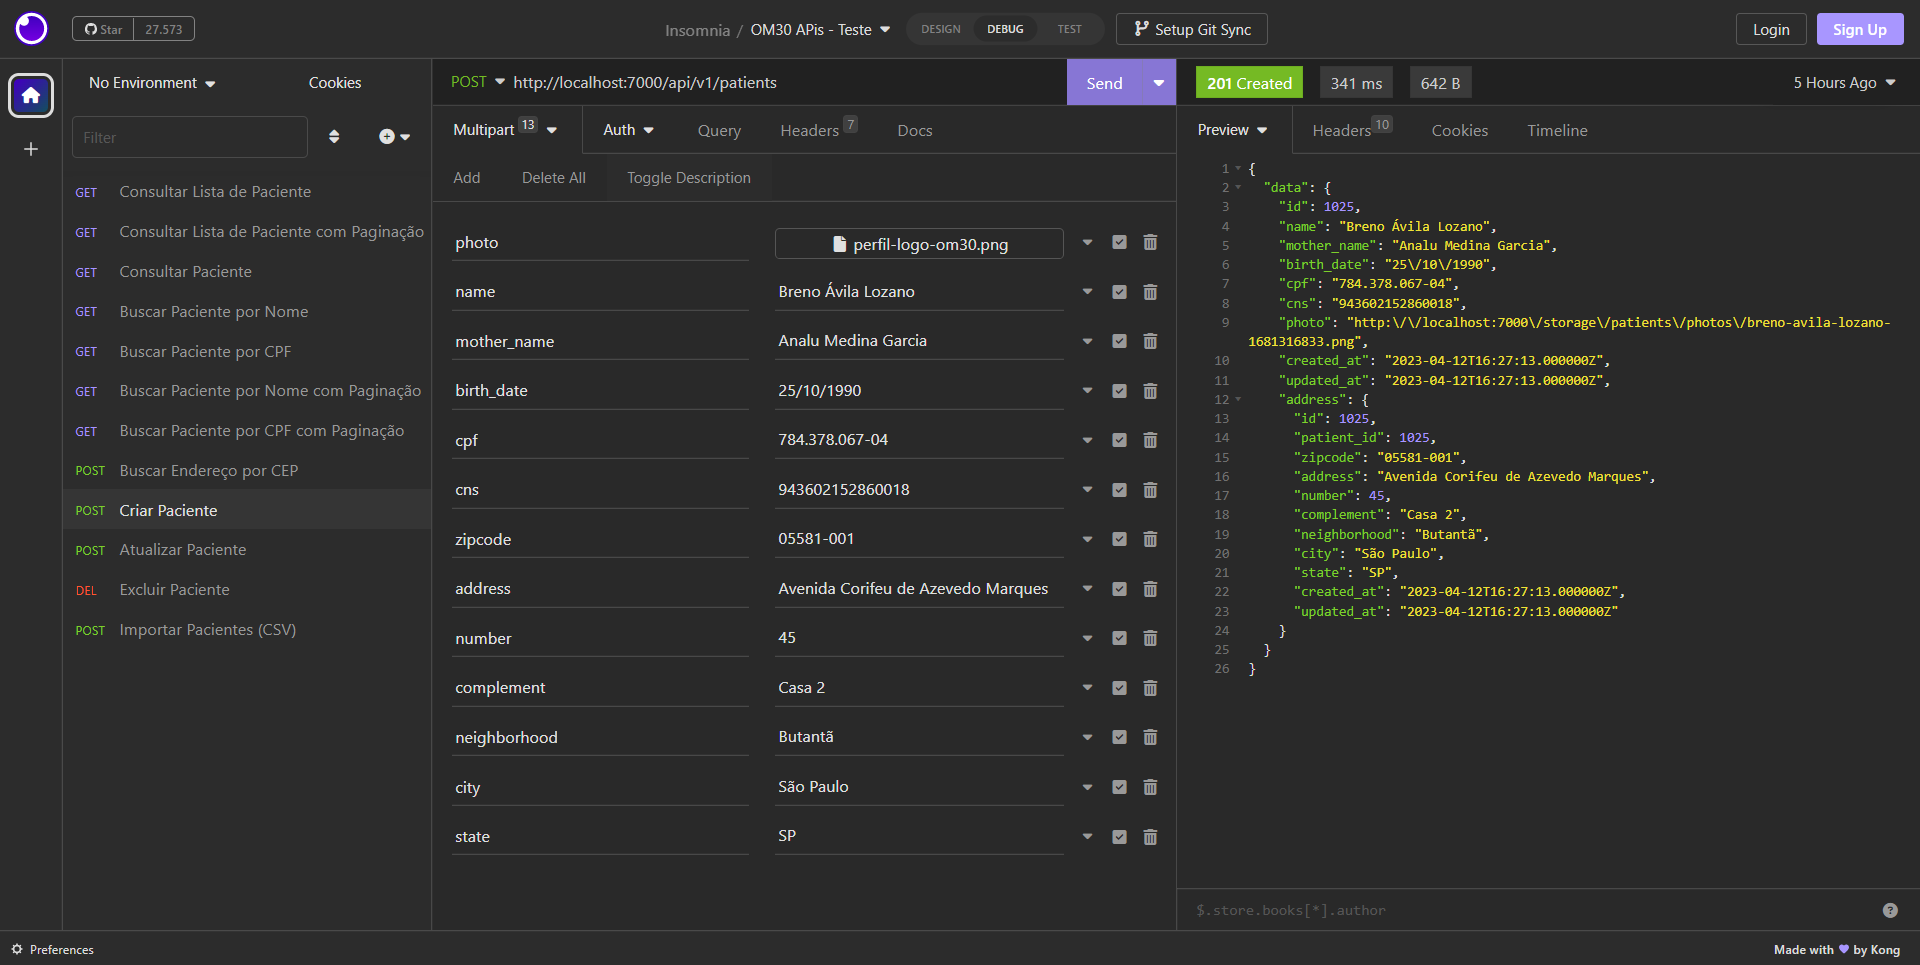 Star 27.573
Insomnia / OM30 APis - Teste
DESIGN DEBUG TEST
Setup Git Sync
Login Sign Up
No Environment Cookies
Filter
GET Consultar Lista de Paciente
GET Consultar Lista de Paciente com Paginação
GET Consultar Paciente
GET Buscar Paciente por Nome
GET Buscar Paciente por CPF
GET Buscar Paciente por Nome com Paginação
GET Buscar Paciente por CPF com Paginação
POST Buscar Endereço por CEP
POST Criar Paciente
POST Atualizar Paciente
DEL Excluir Paciente
POST Importar Pacientes (CSV)
POST http://localhost:7000/api/v1/patients Send
Multipart 13 Auth Query Headers 7 Docs
Add Delete All Toggle Description
photo perfil-logo-om30.png
name Breno Ávila Lozano
mother_name Analu Medina Garcia
birth_date 25/10/1990
cpf 784.378.067-04
cns 943602152860018
zipcode 05581-001
address Avenida Corifeu de Azevedo Marques
number 45
complement Casa 2
neighborhood Butantã
city São Paulo
state SP
201 Created 341 ms 642 B 5 Hours Ago
Preview Headers 10 Cookies Timeline
1 {
2 "data": {
3 "id": 1025,
4 "name": "Breno Ávila Lozano",
5 "mother_name": "Analu Medina Garcia",
6 "birth_date": "25\/10\/1990",
7 "cpf": "784.378.067-04",
8 "cns": "943602152860018",
9 "photo": "http:\/\/localhost:7000\/storage\/patients\/photos\/breno-avila-lozano-
1681316833.png",
10 "created_at": "2023-04-12T16:27:13.000000Z",
11 "updated_at": "2023-04-12T16:27:13.000000Z",
12 "address": {
13 "id": 1025,
14 "patient_id": 1025,
15 "zipcode": "05581-001",
16 "address": "Avenida Corifeu de Azevedo Marques",
17 "number": 45,
18 "complement": "Casa 2",
19 "neighborhood": "Butantã",
20 "city": "São Paulo",
21 "state": "SP",
22 "created_at": "2023-04-12T16:27:13.000000Z",
23 "updated_at": "2023-04-12T16:27:13.000000Z"
24 }
25 }
26 }
$.store.books[*].author
Preferences
Made with by Kong